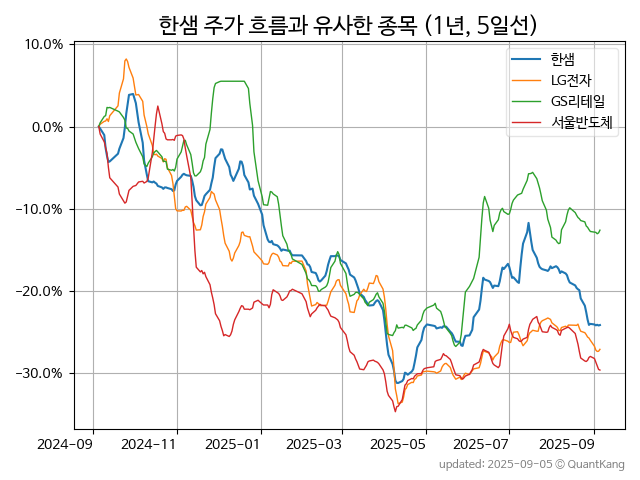 한샘 주가 흐름과 유사한 종목 (1년, 5일선)
10.0%
0.0%
-10.0%
-20.0%
-30.0%
한샘
LG전자
GS리테일
서울반도체
2024-09 2024-11 2025-01 2025-03 2025-05 2025-07 2025-09
updated: 2025-09-05 © QuantKang